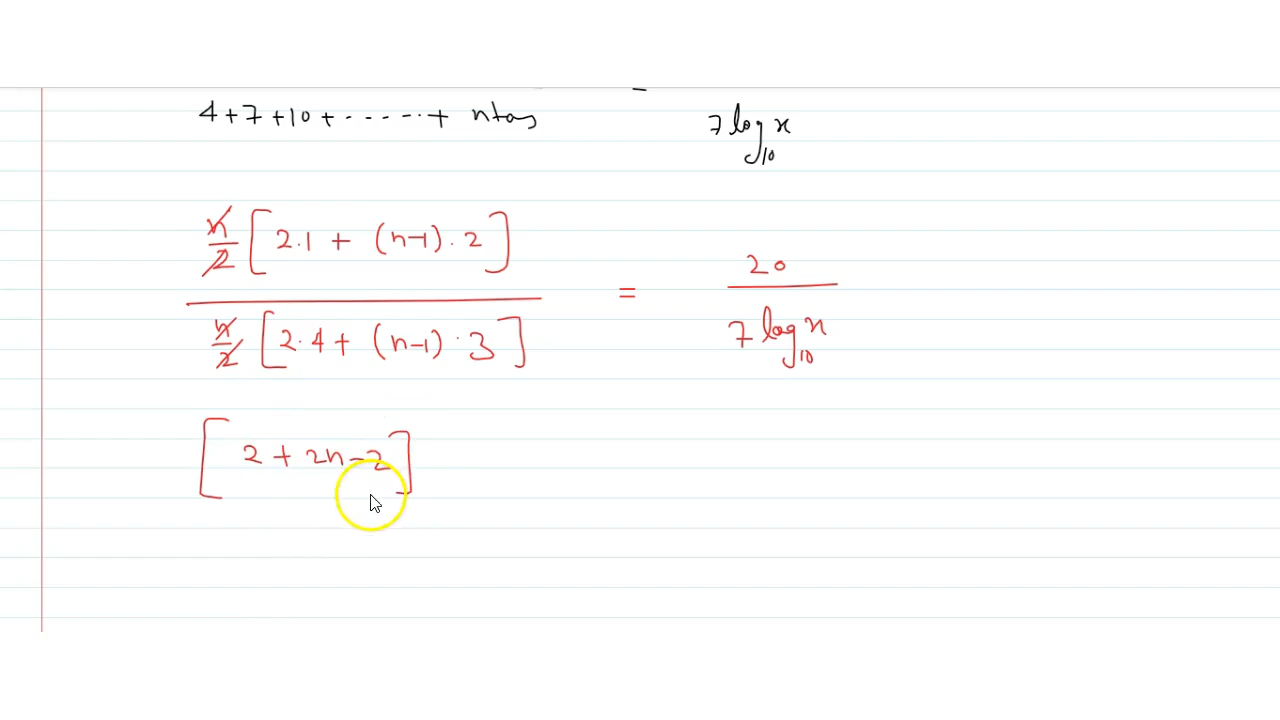 4+7+10+......+ n
7 log₁₀ x
n/2 [2.1 + (n-1).2]
n/2 [2.4 + (n-1).3]
=
20
7 log₁₀ x
[2 + 2n-2]